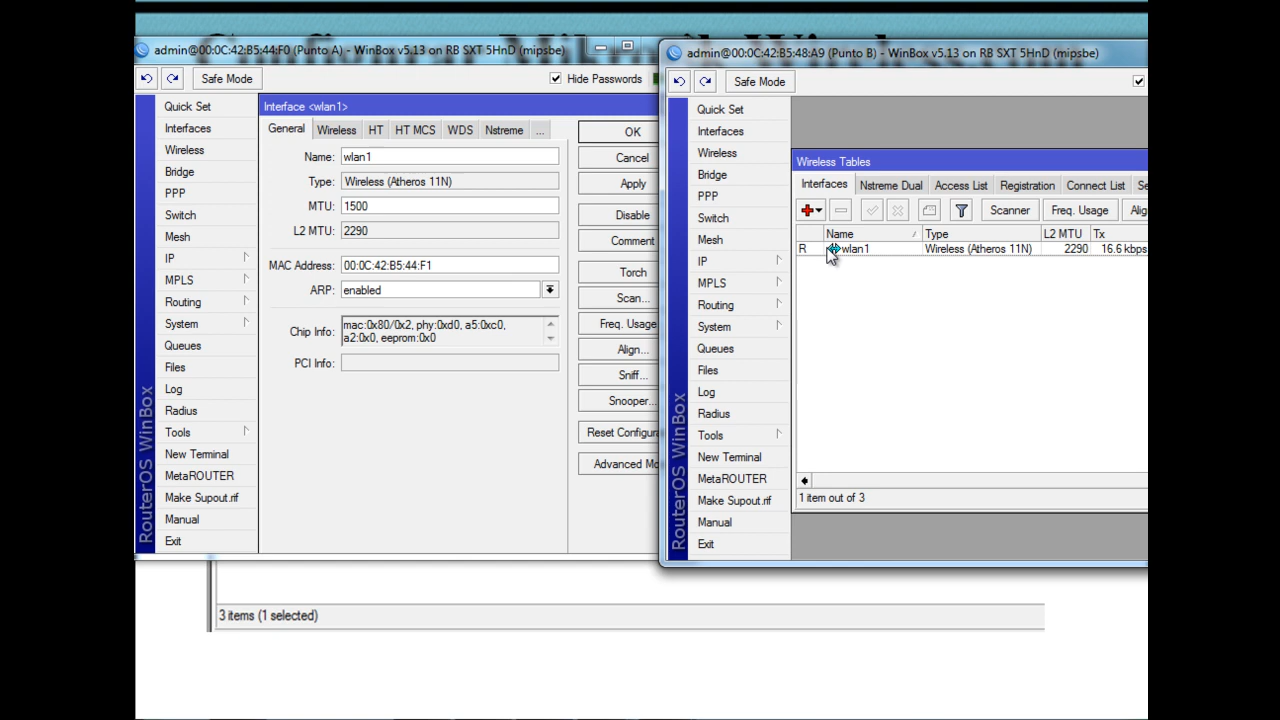 admin@00:0C:42:B5:44:F0 (Punto A) - WinBox v5.13 on RB SXT 5HnD (mipsbe)
Safe Mode
Hide Passwords
Quick Set
Interfaces
Wireless
Bridge
PPP
Switch
Mesh
IP
MPLS
Routing
System
Queues
Files
Log
Radius
Tools
New Terminal
MetaROUTER
Make Supout.rif
Manual
Exit
RouterOS WinBox
Interface <wlan1>
General Wireless HT HT MCS WDS Nstreme ...
Name: wlan1
Type: Wireless (Atheros 11N)
MTU: 1500
L2 MTU: 2290
MAC Address: 00:0C:42:B5:44:F1
ARP: enabled
Chip Info: mac:0x80/0x2, phy:0xd0, a5:0xc0,
a2:0x0, eeprom:0x0
PCI Info:
OK
Cancel
Apply
Disable
Comment
Torch
Scan...
Freq. Usage
Align...
Sniff...
Snooper...
Reset Configura
Advanced Mo
admin@00:0C:42:B5:48:A9 (Punto B) - WinBox v5.13 on RB SXT 5HnD (mipsbe)
Safe Mode
Quick Set
Interfaces
Wireless
Bridge
PPP
Switch
Mesh
IP
MPLS
Routing
System
Queues
Files
Log
Radius
Tools
New Terminal
MetaROUTER
Make Supout.rif
Manual
Exit
RouterOS WinBox
Wireless Tables
Interfaces Nstreme Dual Access List Registration Connect List Se
Scanner Freq. Usage Alig
Name Type L2 MTU Tx
R wlan1 Wireless (Atheros 11N) 2290 16.6 kbps
1 item out of 3
3 items (1 selected)